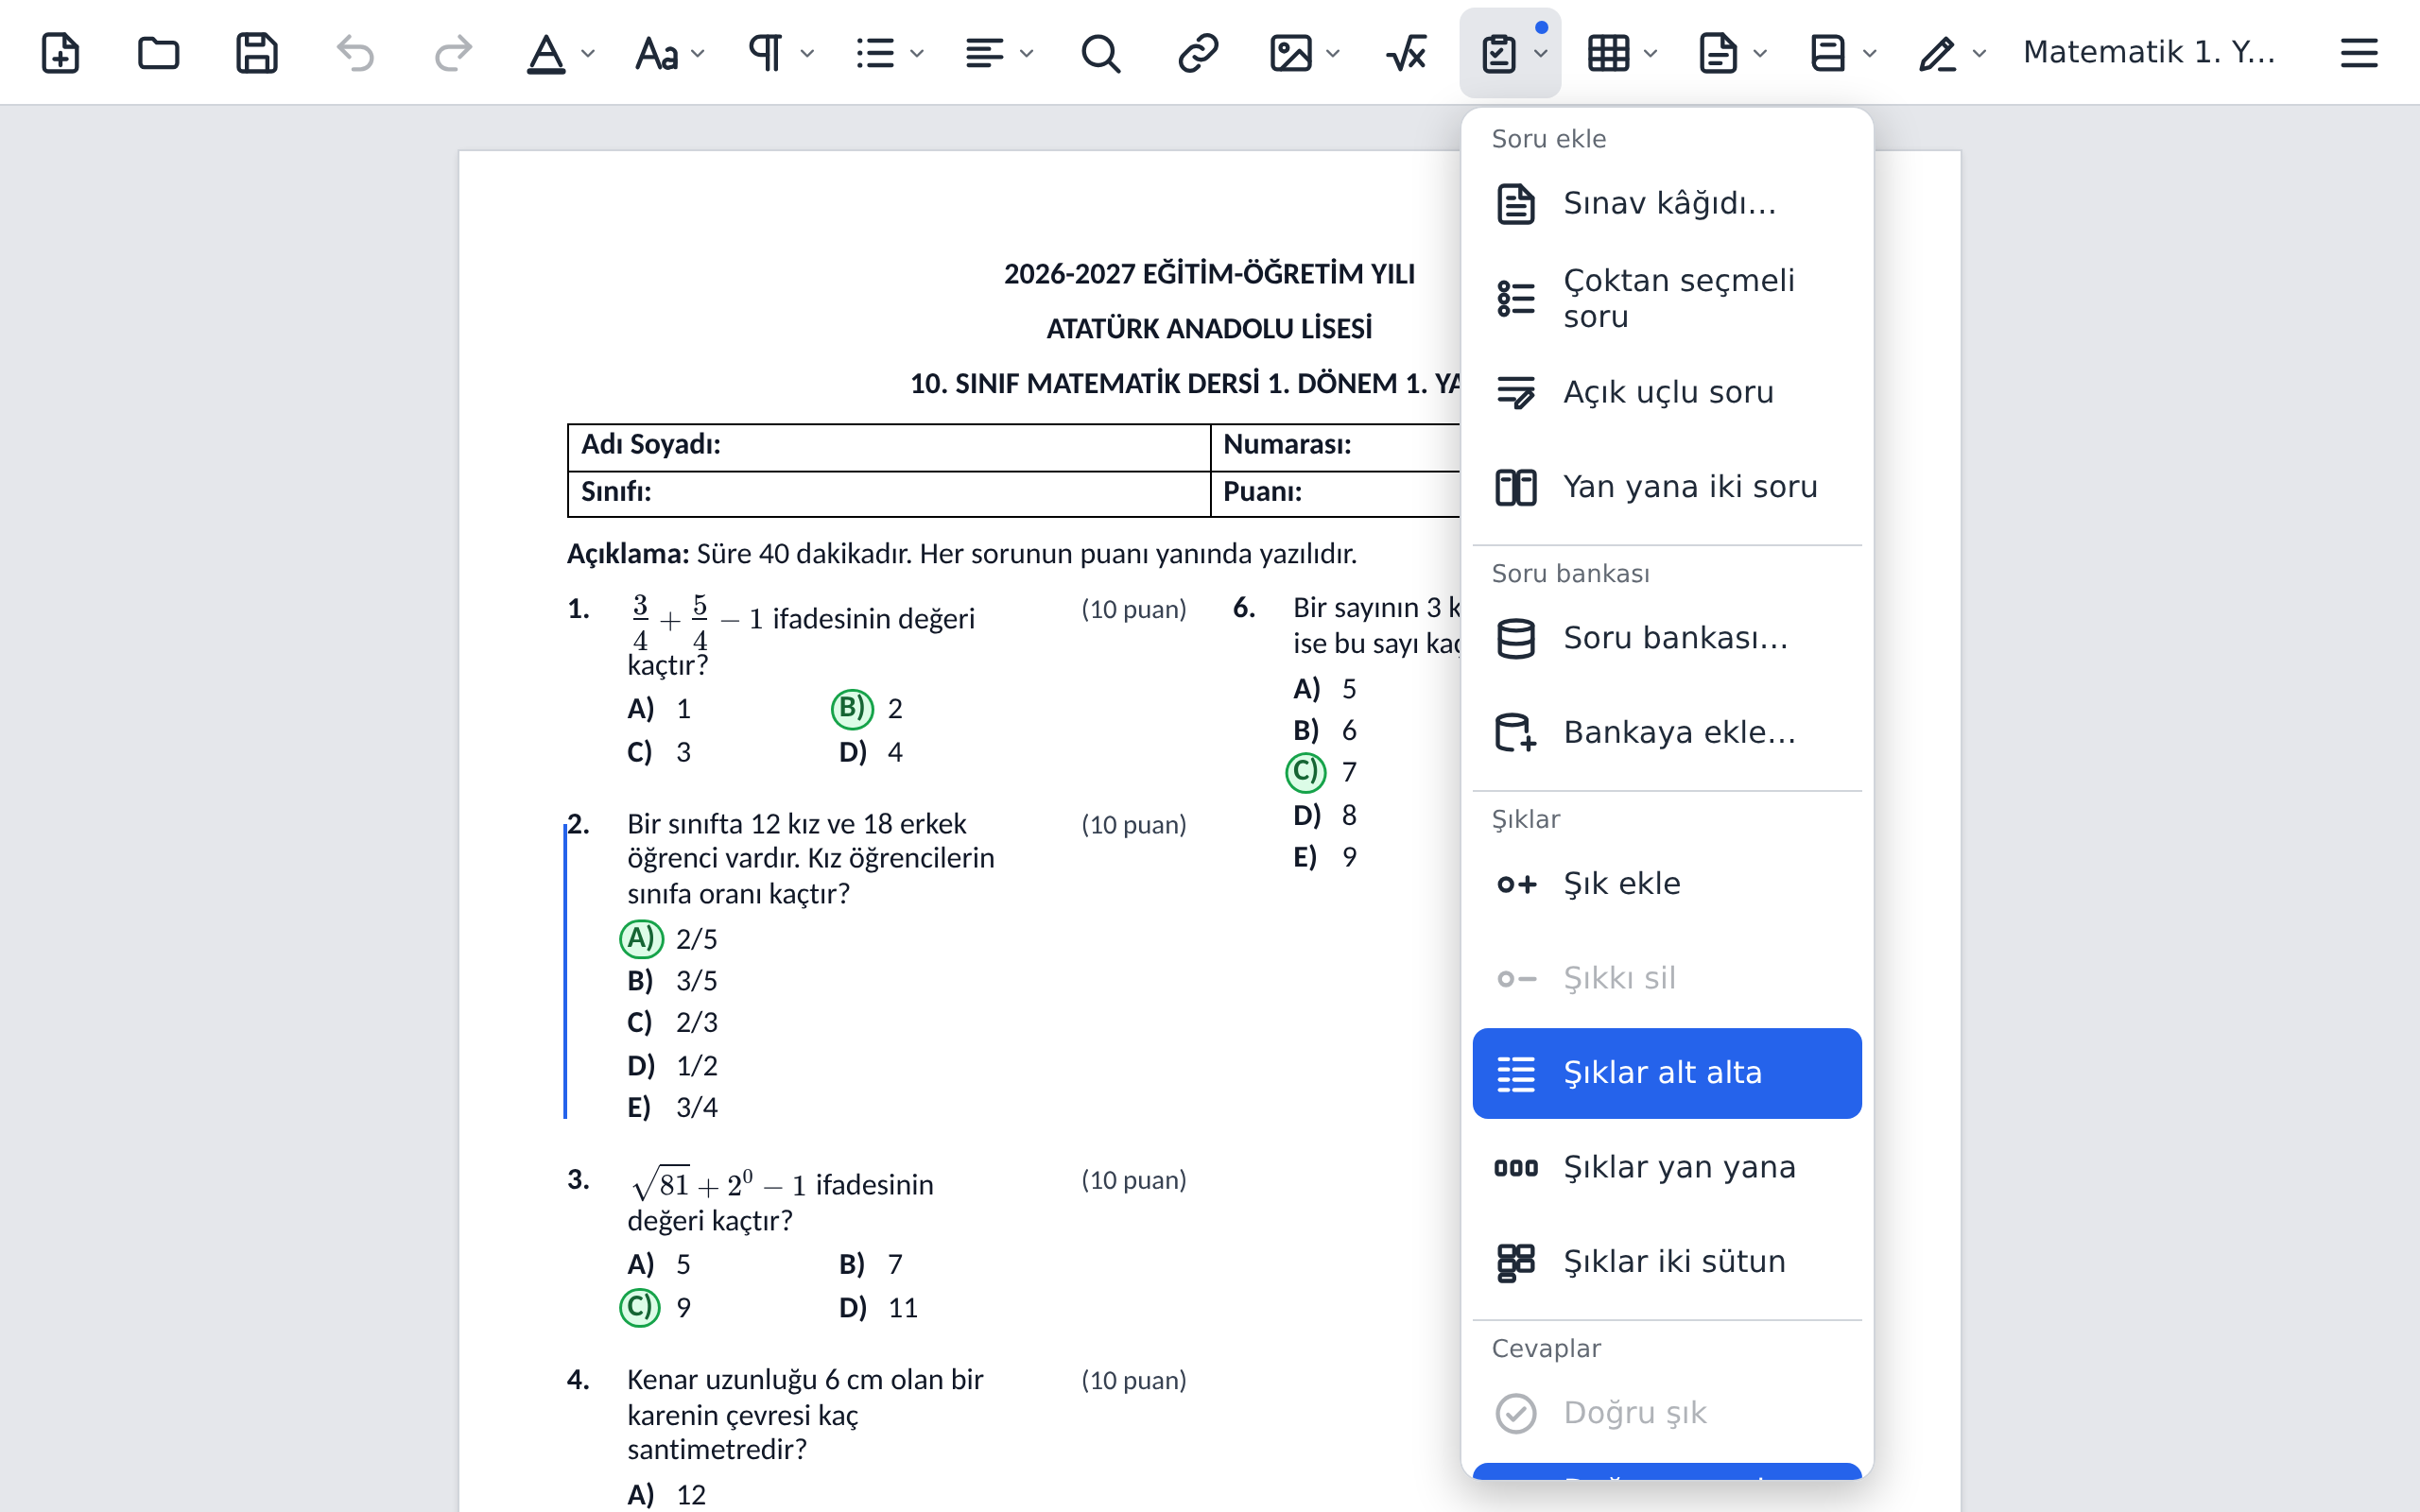 Matematik 1. Y...
2026-2027 EĞİTİM-ÖĞRETİM YILI
ATATÜRK ANADOLU LİSESİ
10. SINIF MATEMATİK DERSİ 1. DÖNEM 1.
Adı Soyadı:
Numarası:
Sınıfı:
Puanı:
Açıklama: Süre 40 dakikadır. Her sorunun puanı yanında yazılıdır.
1. 3/4 + 5/4 − 1 ifadesinin değeri (10 puan)
kaçtır?
A) 1 B) 2
C) 3 D) 4
2. Bir sınıfta 12 kız ve 18 erkek (10 puan)
öğrenci vardır. Kız öğrencilerin
sınıfa oranı kaçtır?
A) 2/5
B) 3/5
C) 2/3
D) 1/2
E) 3/4
3. √81 + 2⁰ − 1 ifadesinin (10 puan)
değeri kaçtır?
A) 5 B) 7
C) 9 D) 11
4. Kenar uzunluğu 6 cm olan bir (10 puan)
karenin çevresi kaç
santimetredir?
A) 12
6. Bir sayının 3
ise bu sayı
A) 5
B) 6
C) 7
D) 8
E) 9
Soru ekle
Sınav kâğıdı...
Çoktan seçmeli
soru
Açık uçlu soru
Yan yana iki soru
Soru bankası
Soru bankası...
Bankaya ekle...
Şıklar
Şık ekle
Şıkkı sil
Şıklar alt alta
Şıklar yan yana
Şıklar iki sütun
Cevaplar
Doğru şık